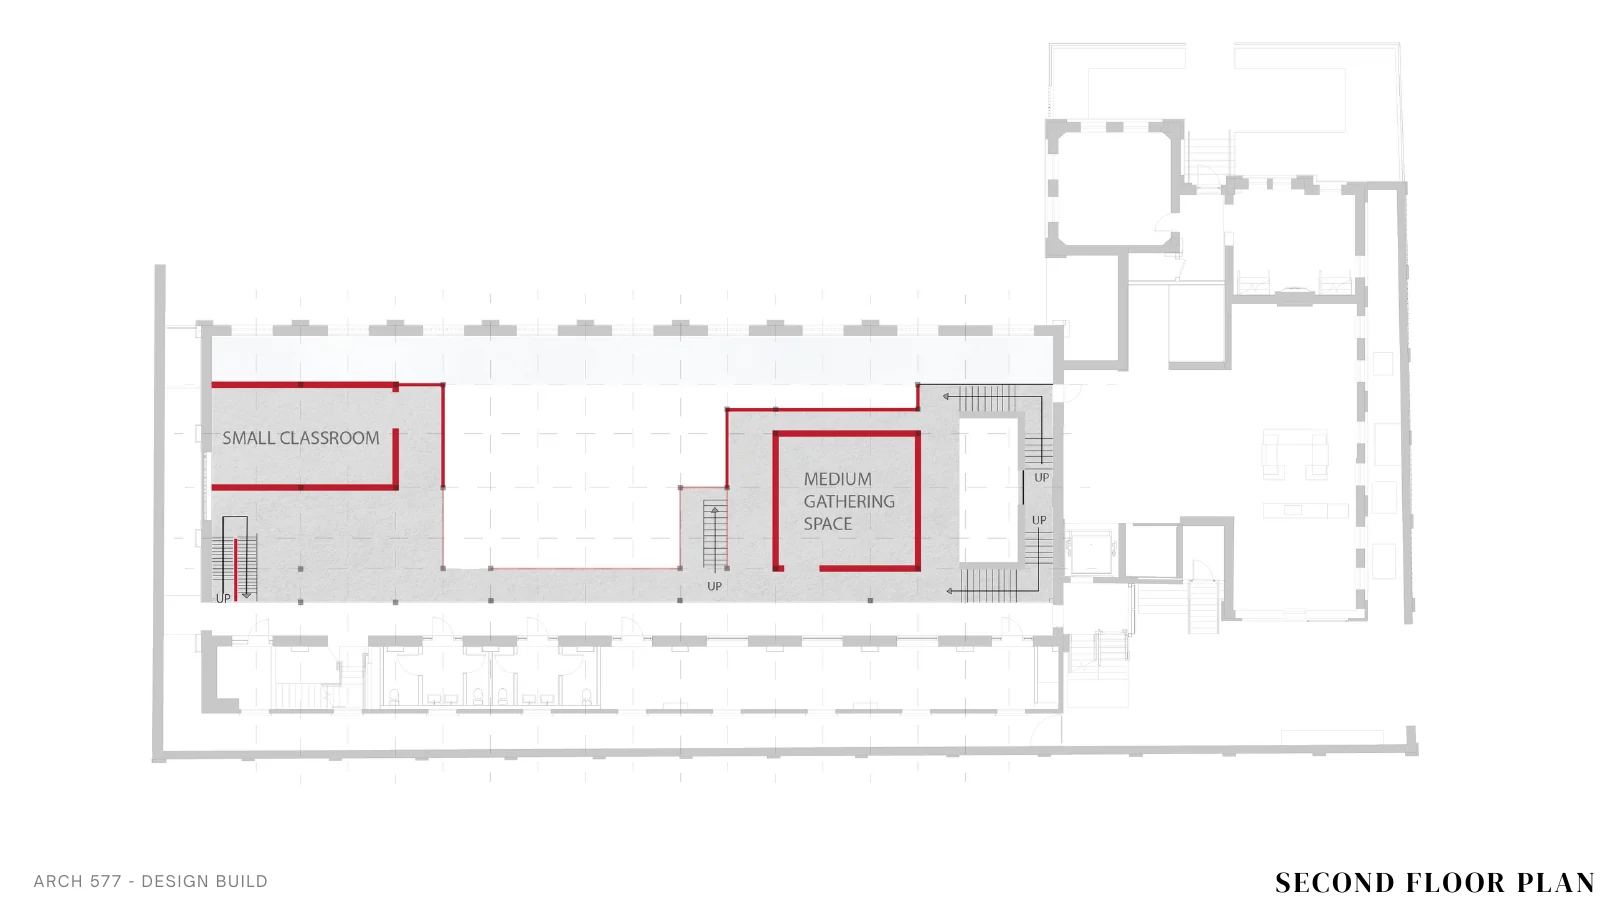 SMALL CLASSROOM
MEDIUM
GATHERING
SPACE
UP
UP
UP
UP
ARCH 577 - DESIGN BUILD
SECOND FLOOR PLAN